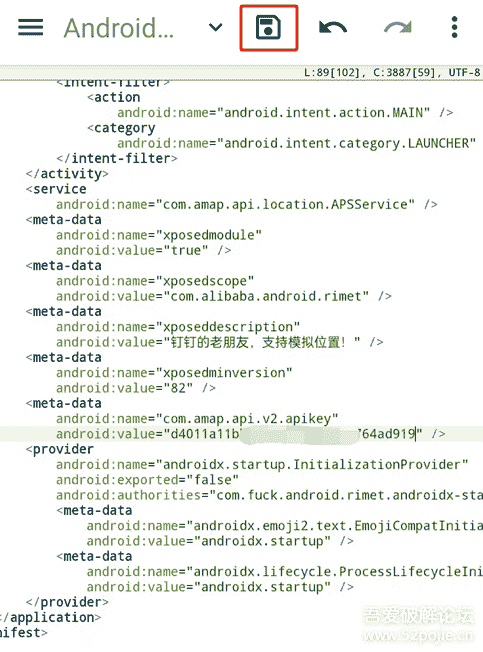 Android...
L:89[102], C:3887[59], UTF-8
<intent-filter>
<action
android:name="android.intent.action.MAIN" />
<category
android:name="android.intent.category.LAUNCHER"
</intent-filter>
</activity>
<service
android:name="com.amap.api.location.APSService" />
<meta-data
android:name="xposedmodule"
android:value="true" />
<meta-data
android:name="xposedscope"
android:value="com.alibaba.android.rimet" />
<meta-data
android:name="xposeddescription"
android:value="钉钉的老朋友，支持模拟位置！" />
<meta-data
android:name="xposedminversion"
android:value="82" />
<meta-data
android:name="com.amap.api.v2.apikey"
android:value="d4011a11b 764ad919" />
<provider
android:name="androidx.startup.InitializationProvider"
android:exported="false"
android:authorities="com.fuck.android.rimet.androidx-sta
<meta-data
android:name="androidx.emoji2.text.EmojiCompatInitia
android:value="androidx.startup" />
<meta-data
android:name="androidx.lifecycle.ProcessLifecycleIni
android:value="androidx.startup" />
</provider>
/application>
nifest>
吾爱破解论坛
www.52pojie.cn